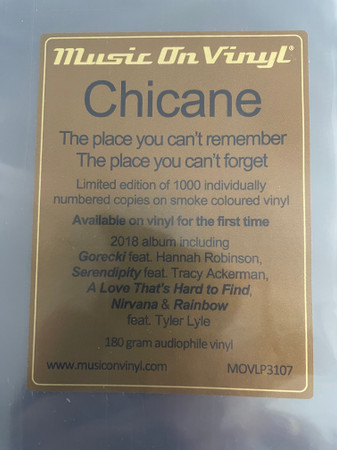 Music On Vinyl®
Chicane
The place you can't remember
The place you can't forget
Limited edition of 1000 individually
numbered copies on smoke coloured vinyl
Available on vinyl for the first time
2018 album including
Gorecki feat. Hannah Robinson,
Serendipity feat. Tracy Ackerman,
A Love That's Hard to Find,
Nirvana & Rainbow
feat. Tyler Lyle
180 gram audiophile vinyl
www.musiconvinyl.com MOVLP3107